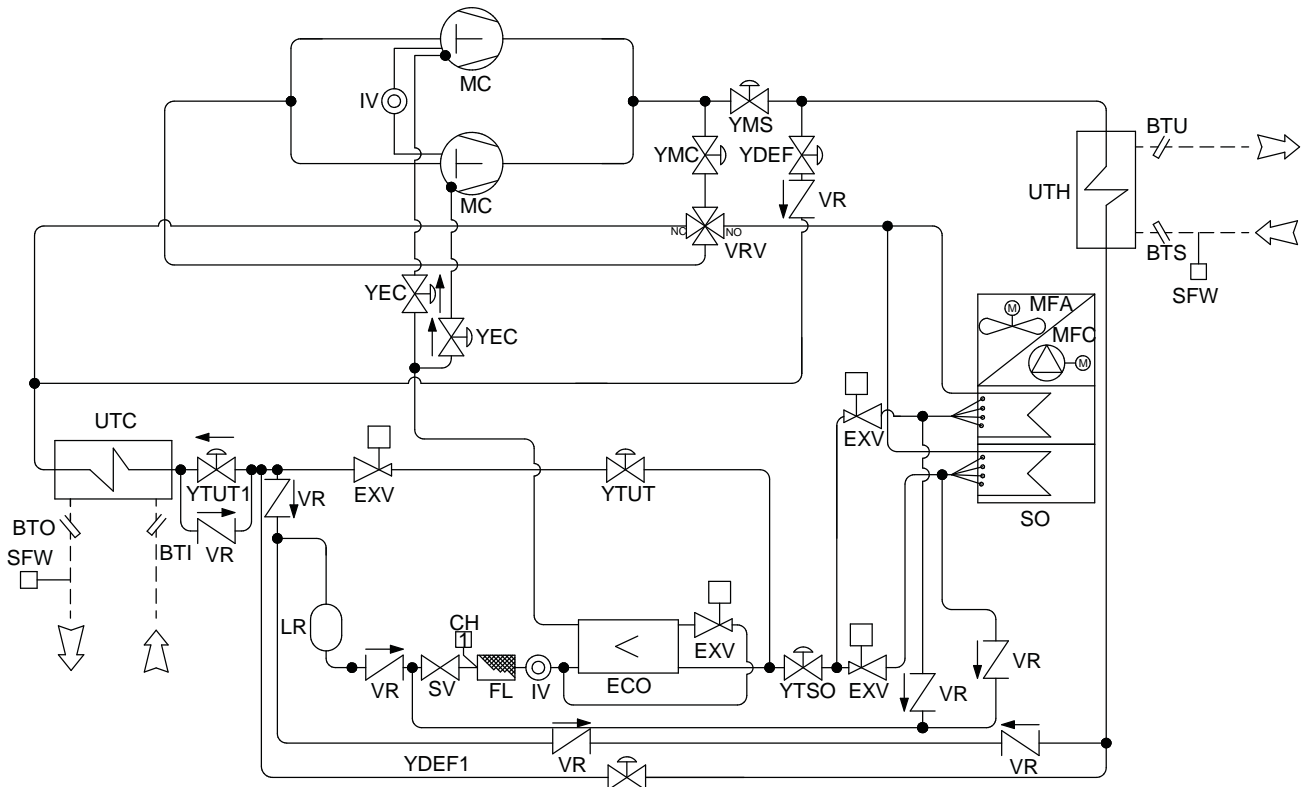 MC
IV
YMS
BTU
YMC
YDEF
UTH
MC
VR
NC
NO
VRV
BTS
SFW
YEC
MFA
M
YEC
MFC
M
UTC
EXV
YTUT1
EXV
YTUT
VR
SO
BTO
VR
BTI
SFW
LR
CH
1
EXV
VR
SV
FL
IV
ECO
YTSO
EXV
VR
VR
YDEF1
VR
VR